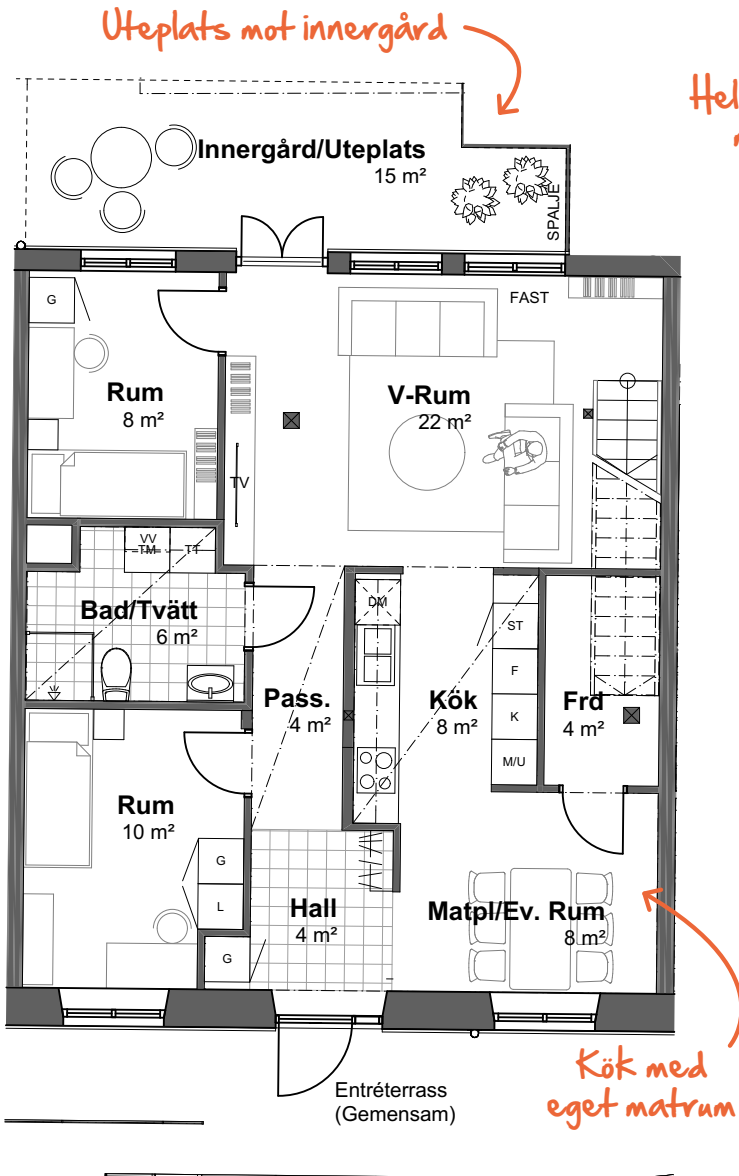 Uteplats mot innergård
Hel
Innergård/Uteplats
15 m²
SPALJÉ
G
FAST
Rum
8 m²
V-Rum
22 m²
TV
VV
TM
TT
Bad/Tvätt
6 m²
DM
ST
F
K
M/U
Pass.
4 m²
Kök
8 m²
Frd
4 m²
Rum
10 m²
G
L
G
Hall
4 m²
Matpl/Ev. Rum
8 m²
Entréterrass
(Gemensam)
Kök med
eget matrum